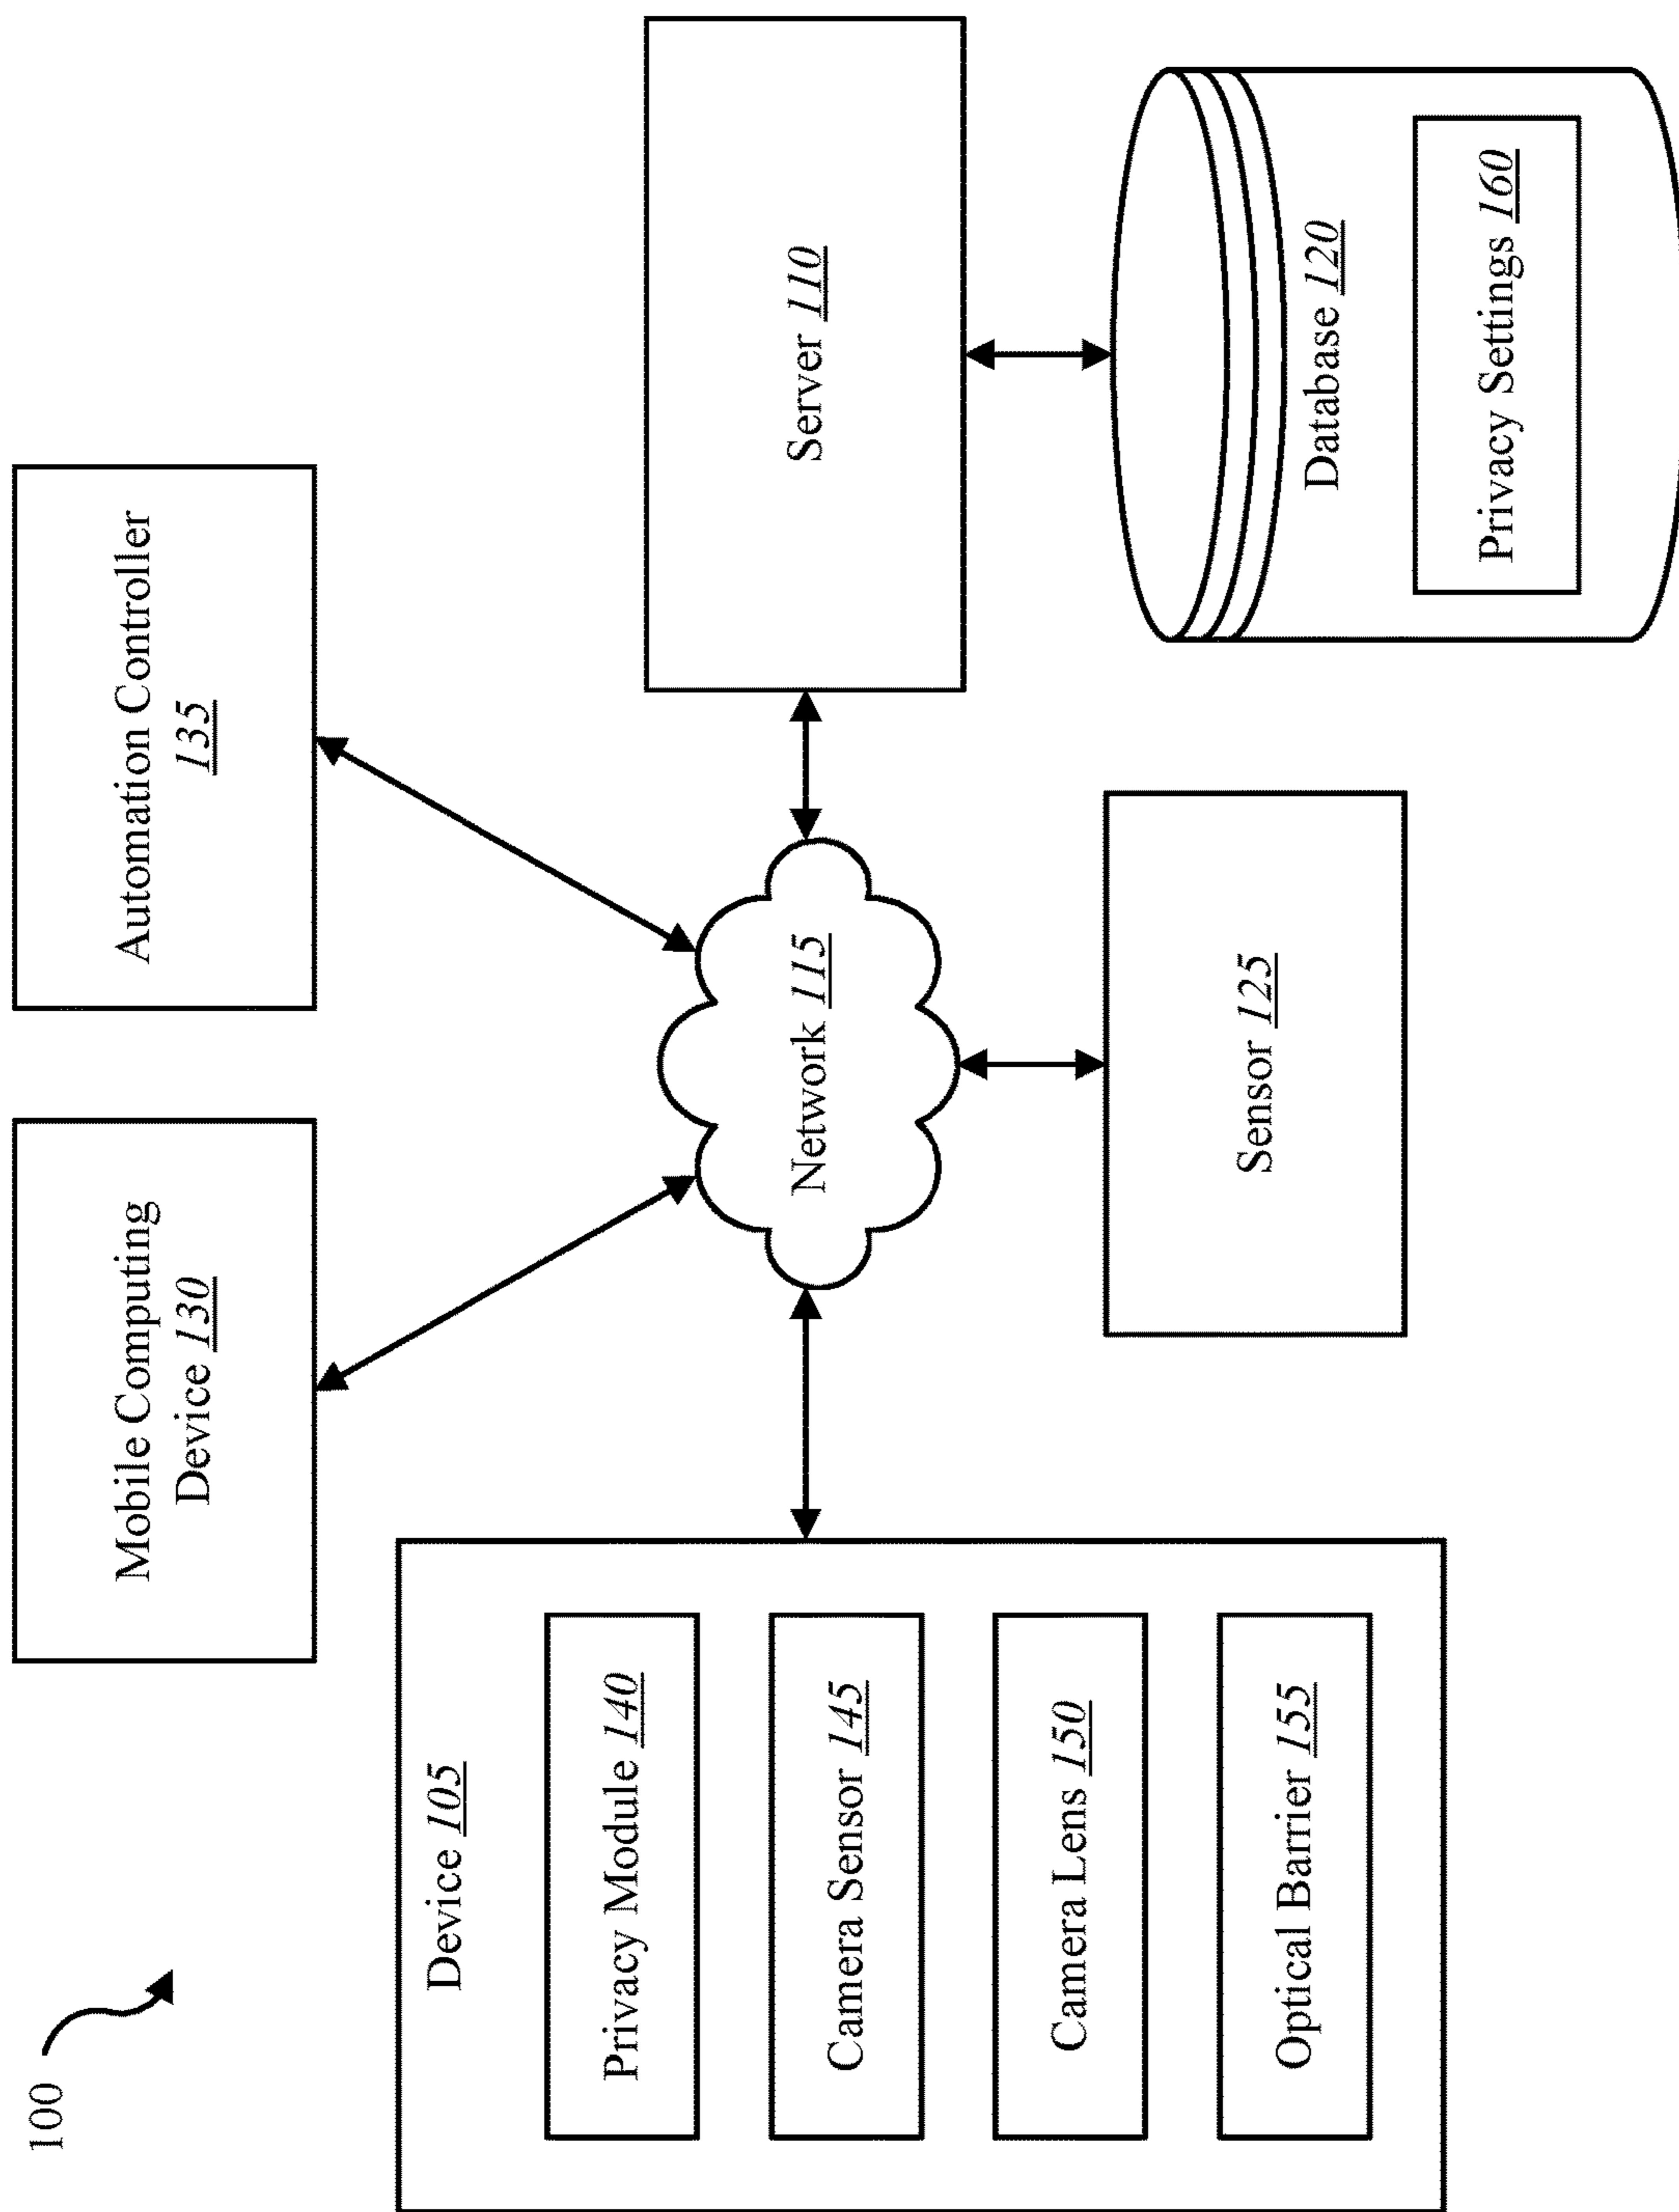 100
Mobile Computing
Device 130
Automation Controller
135
Device 105
Privacy Module 140
Camera Sensor 145
Camera Lens 150
Optical Barrier 155
Network 115
Server 110
Sensor 125
Database 120
Privacy Settings 160